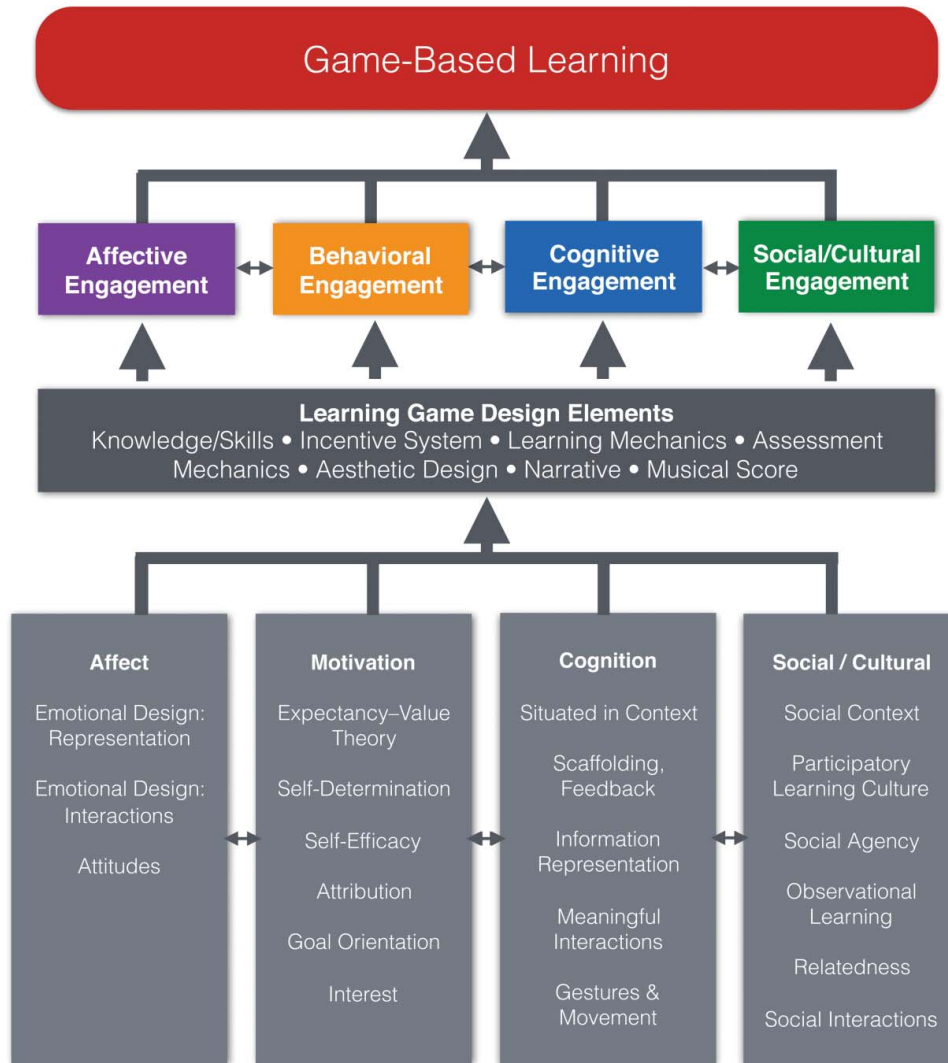 Game-Based Learning
Affective
Engagement
Behavioral
Engagement
Cognitive
Engagement
Social/Cultural
Engagement
Learning Game Design Elements
Knowledge/Skills • Incentive System • Learning Mechanics • Assessment
Mechanics • Aesthetic Design • Narrative • Musical Score
Affect
Emotional Design:
Representation
Emotional Design:
Interactions
Attitudes
Motivation
Expectancy–Value
Theory
Self-Determination
Self-Efficacy
Attribution
Goal Orientation
Interest
Cognition
Situated in Context
Scaffolding,
Feedback
Information
Representation
Meaningful
Interactions
Gestures &
Movement
Social / Cultural
Social Context
Participatory
Learning Culture
Social Agency
Observational
Learning
Relatedness
Social Interactions